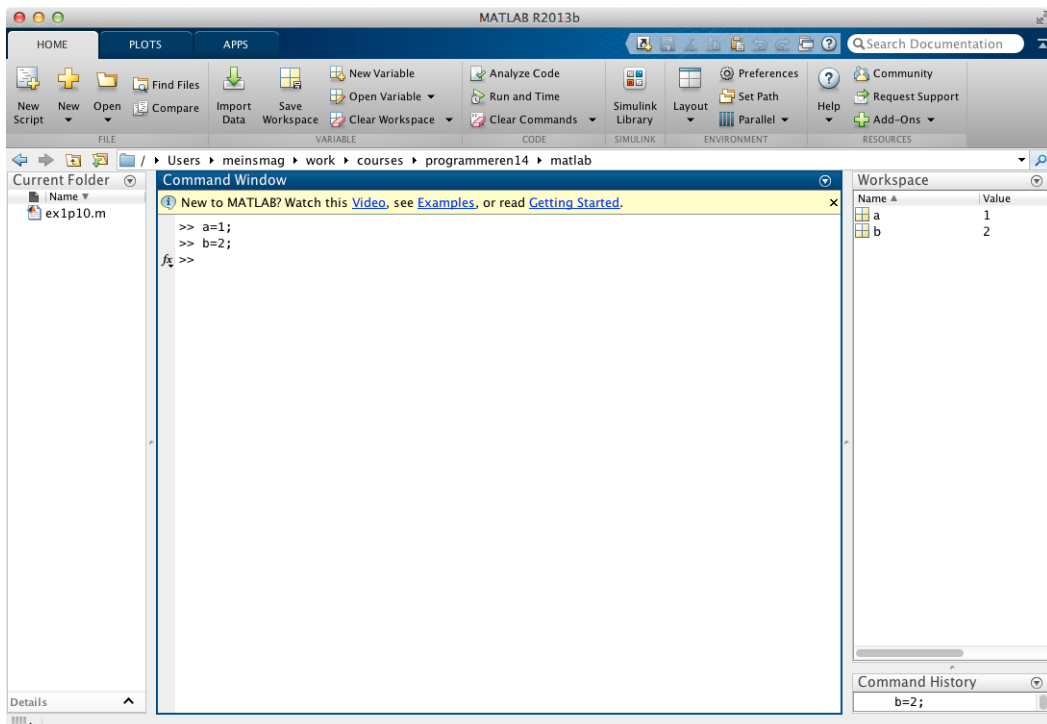 MATLAB R2013b
HOME PLOTS APPS
Search Documentation
New Script
New
Open
Find Files
Compare
FILE
Import Data
Save Workspace
New Variable
Open Variable
Clear Workspace
VARIABLE
Analyze Code
Run and Time
Clear Commands
CODE
Simulink Library
SIMULINK
Layout
Preferences
Set Path
Parallel
ENVIRONMENT
Help
Community
Request Support
Add-Ons
RESOURCES
/ Users meinsmag work courses programmeren14 matlab
Current Folder
Name
ex1p10.m
Details
Command Window
New to MATLAB? Watch this Video, see Examples, or read Getting Started.
>> a=1;
>> b=2;
fx >>
Workspace
Name Value
a 1
b 2
Command History
b=2;